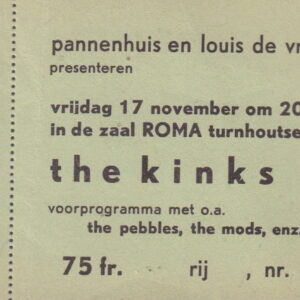 pannenhuis en louis de vr
presenteren
vrijdag 17 november om 20
in de zaal ROMA turnhoutse
the kinks
voorprogramma met o.a.
the pebbles, the mods, enz.
75 fr. rij , nr.